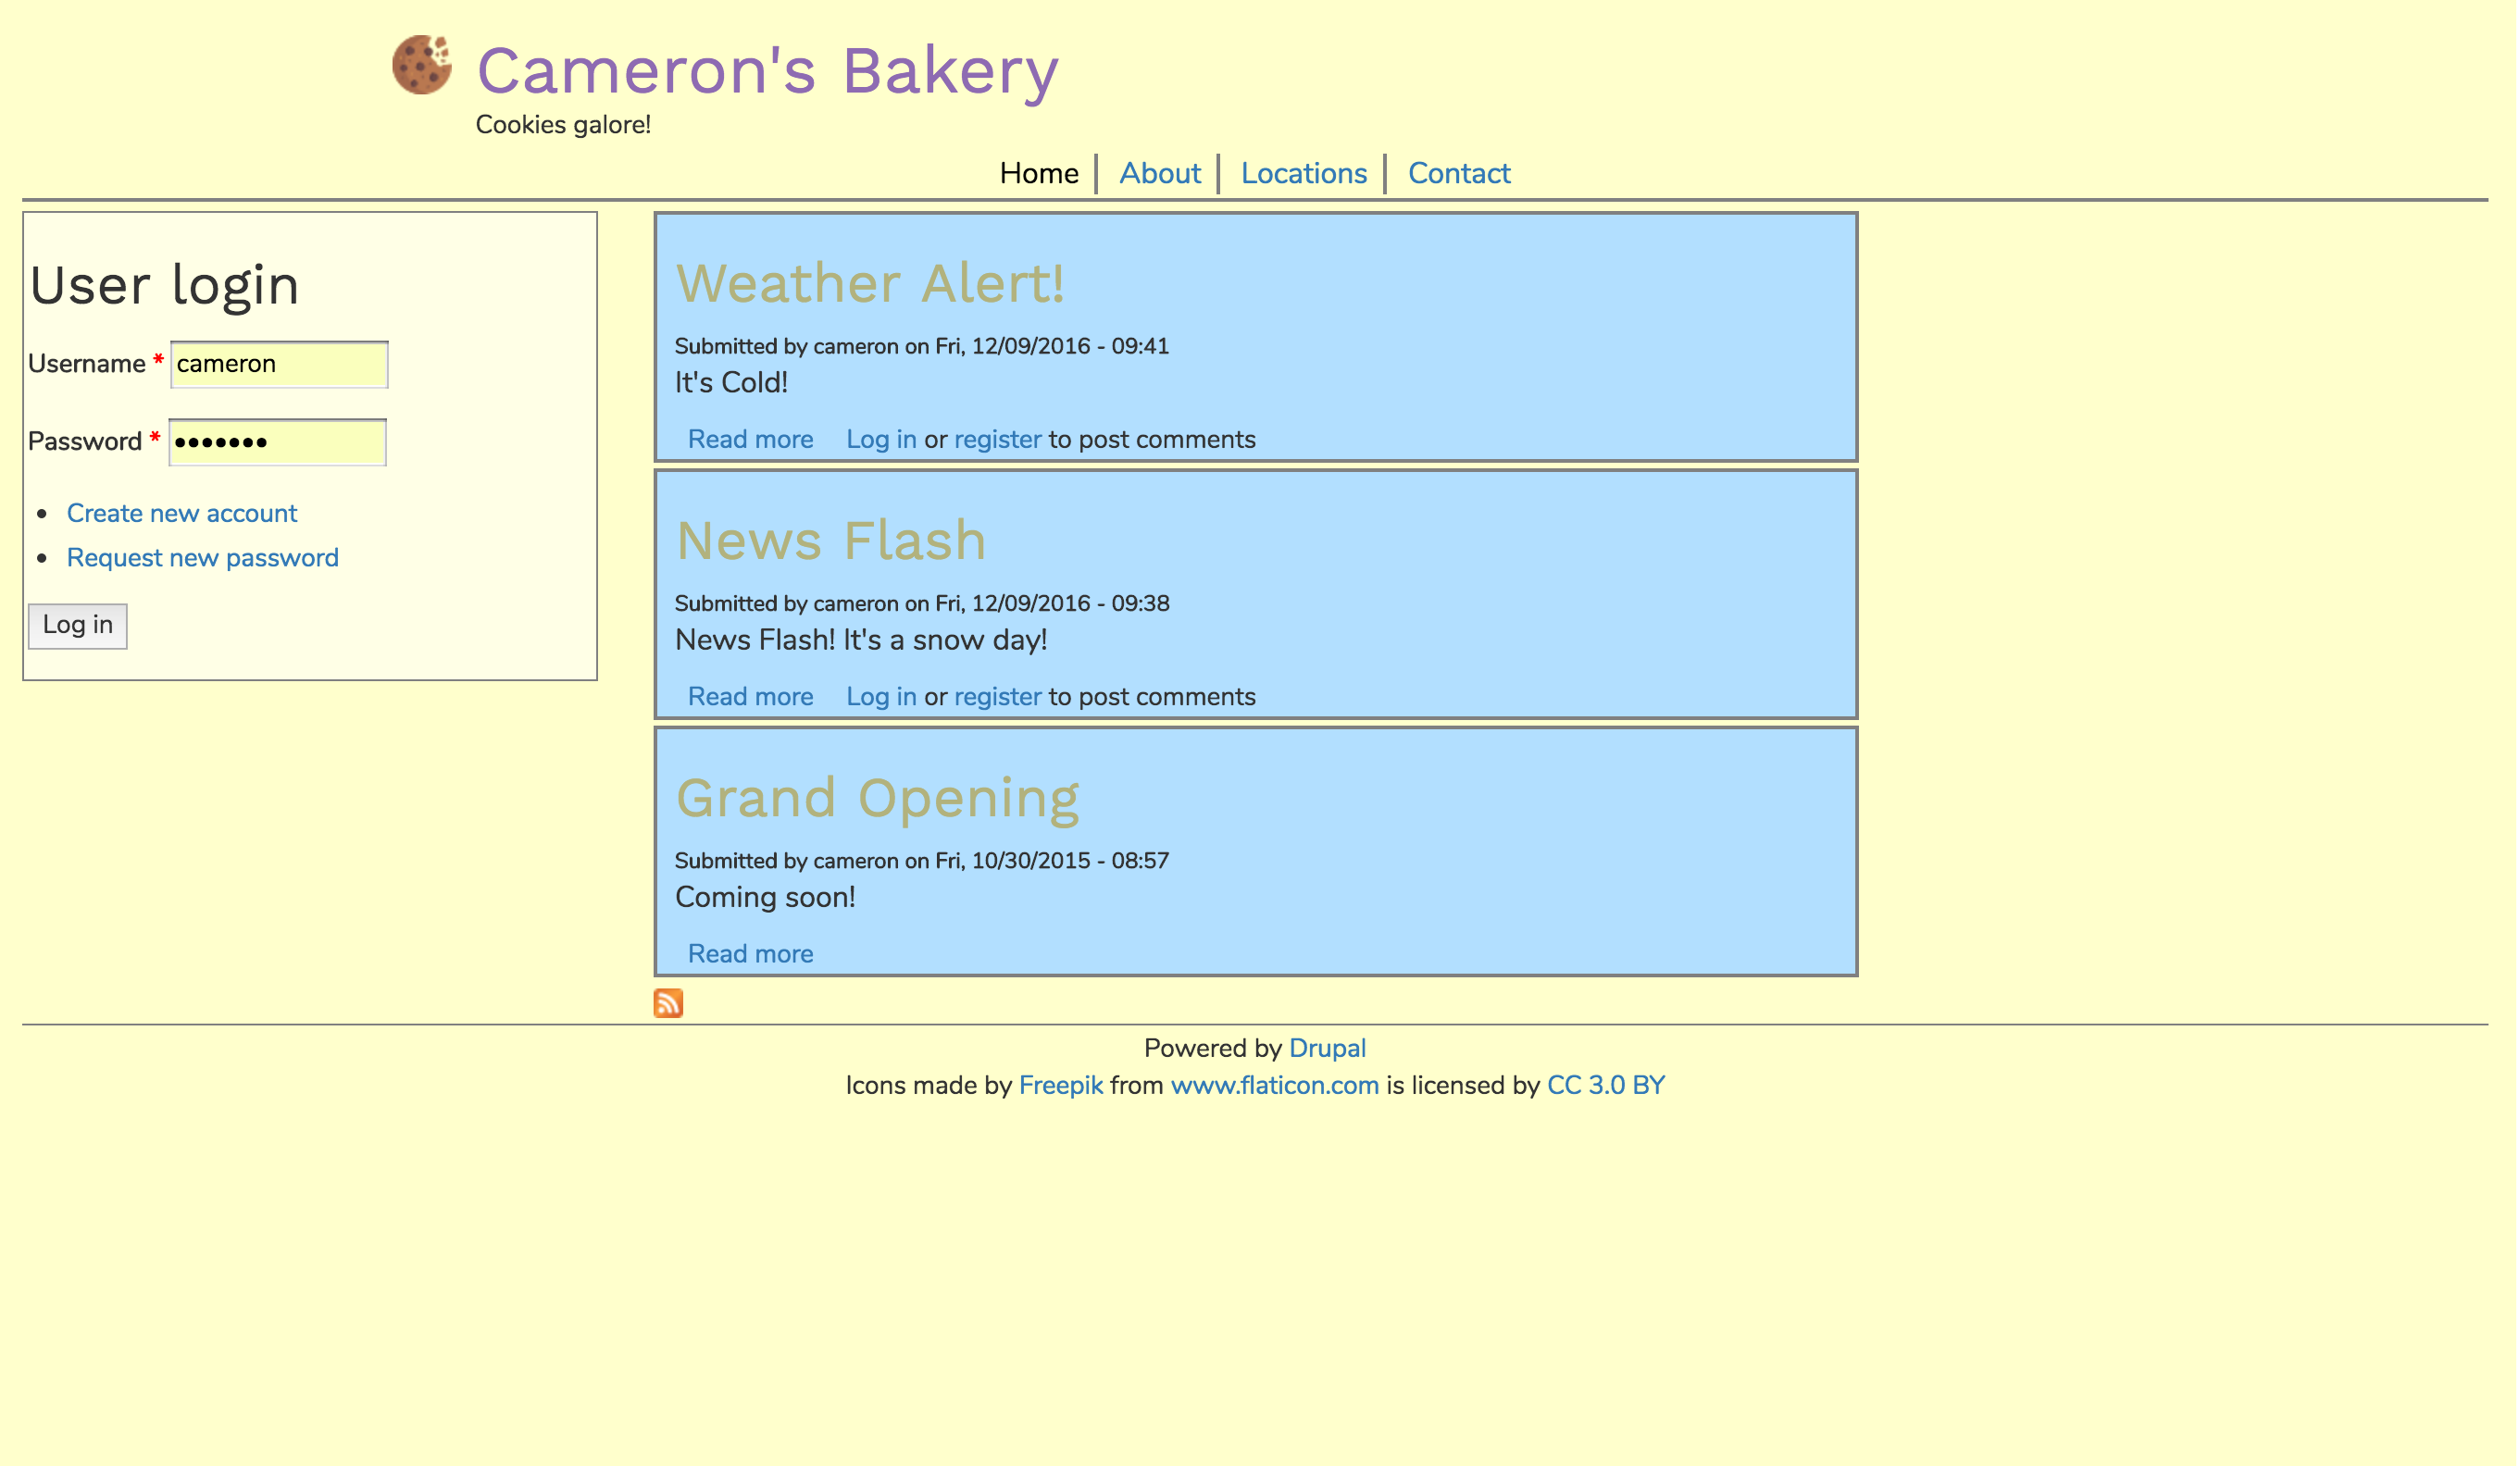 Cameron's Bakery
Cookies galore!
Home About Locations Contact
User login
Username * cameron
Password * •••••••
Create new account
Request new password
Log in
Weather Alert!
Submitted by cameron on Fri, 12/09/2016 - 09:41
It's Cold!
Read more Log in or register to post comments
News Flash
Submitted by cameron on Fri, 12/09/2016 - 09:38
News Flash! It's a snow day!
Read more Log in or register to post comments
Grand Opening
Submitted by cameron on Fri, 10/30/2015 - 08:57
Coming soon!
Read more
Powered by Drupal
Icons made by Freepik from www.flaticon.com is licensed by CC 3.0 BY